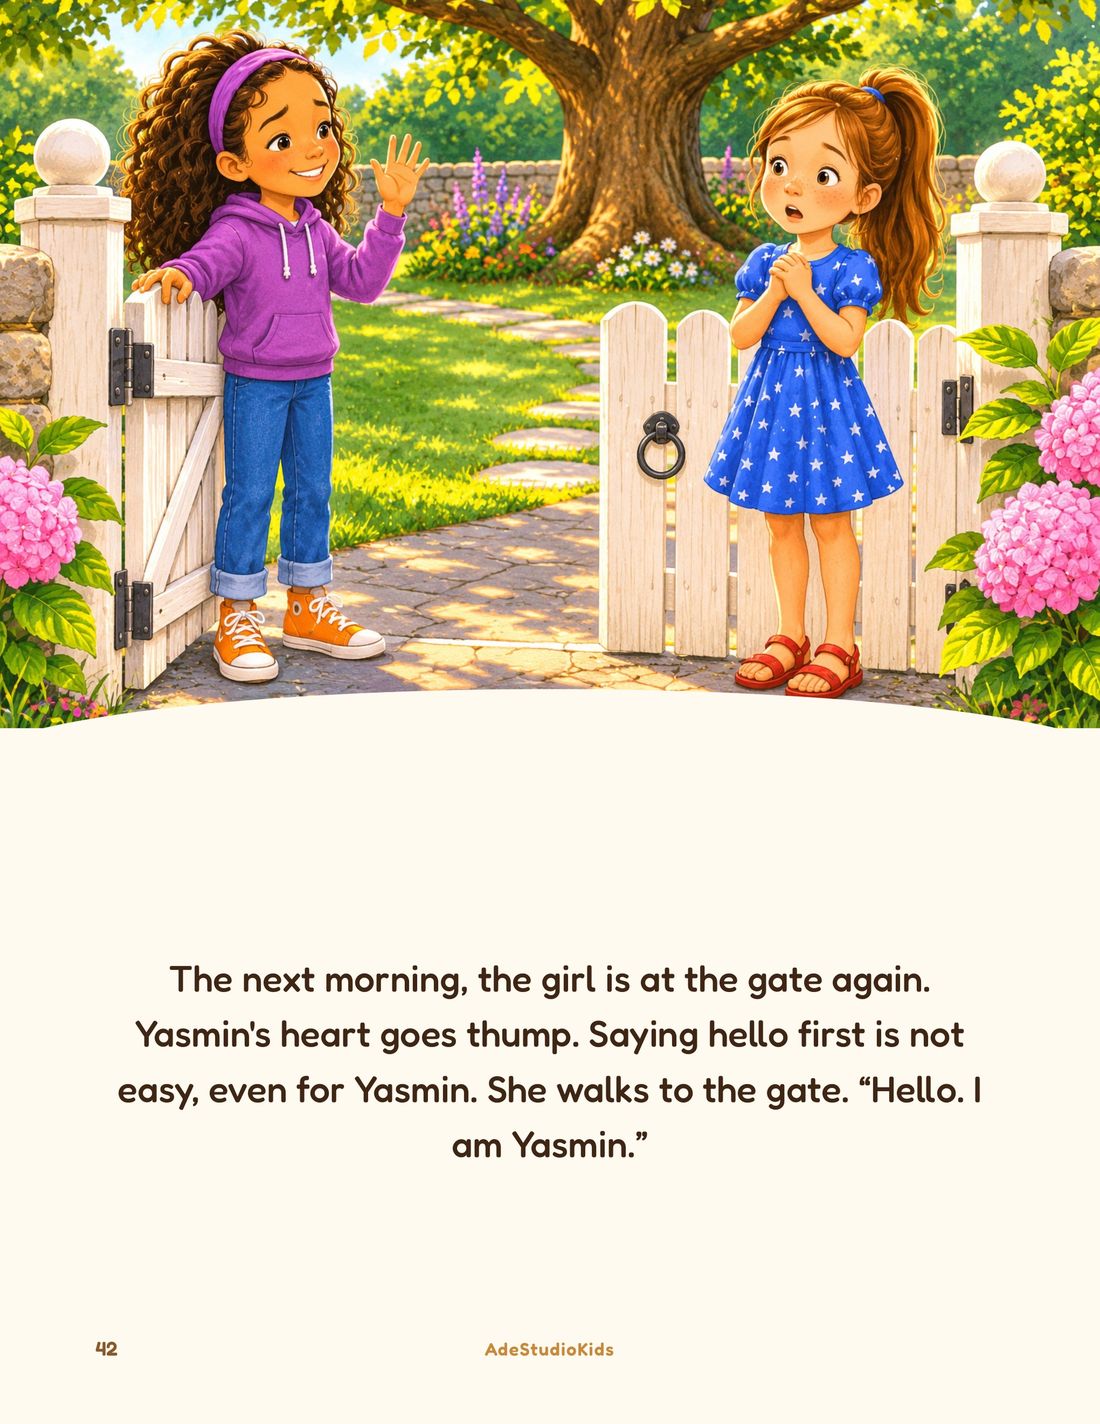 The next morning, the girl is at the gate again.
Yasmin's heart goes thump. Saying hello first is not
easy, even for Yasmin. She walks to the gate. “Hello. I
am Yasmin.”
42
AdeStudioKids